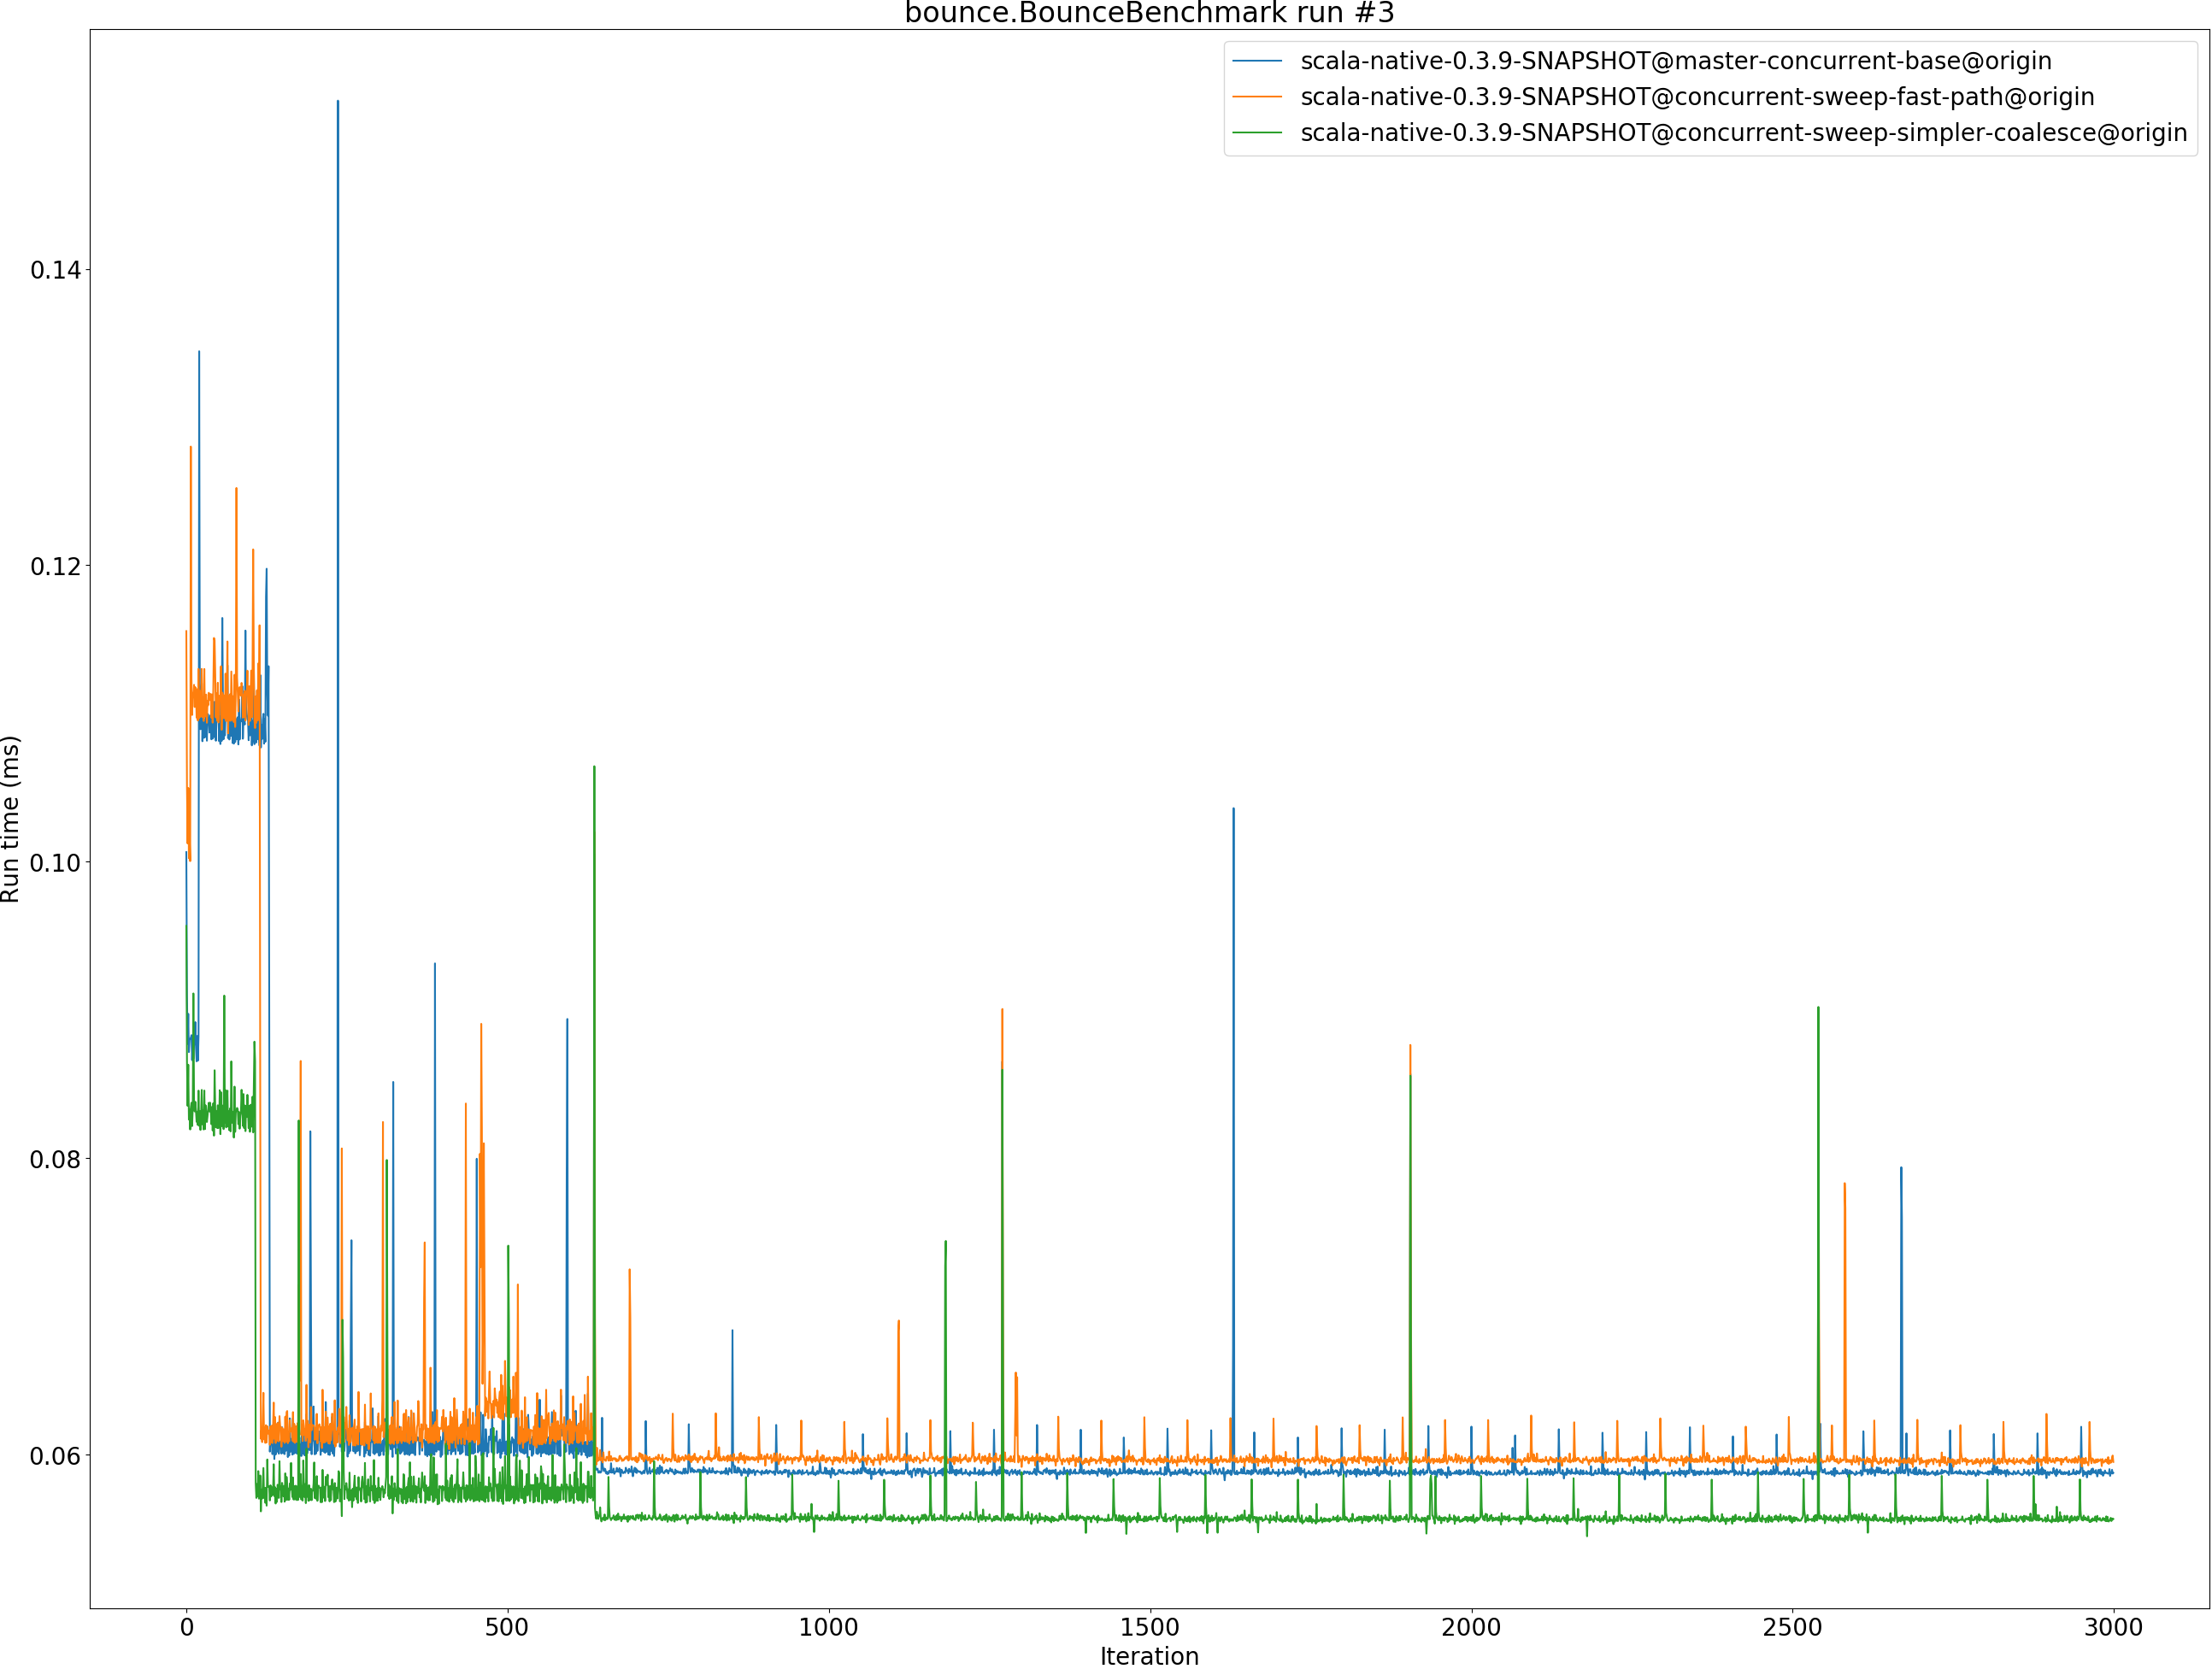 bounce.BounceBenchmark run #3
scala-native-0.3.9-SNAPSHOT@master-concurrent-base@origin
scala-native-0.3.9-SNAPSHOT@concurrent-sweep-fast-path@origin
scala-native-0.3.9-SNAPSHOT@concurrent-sweep-simpler-coalesce@origin
Run time (ms)
0.14
0.12
0.10
0.08
0.06
0 500 1000 1500 2000 2500 3000
Iteration